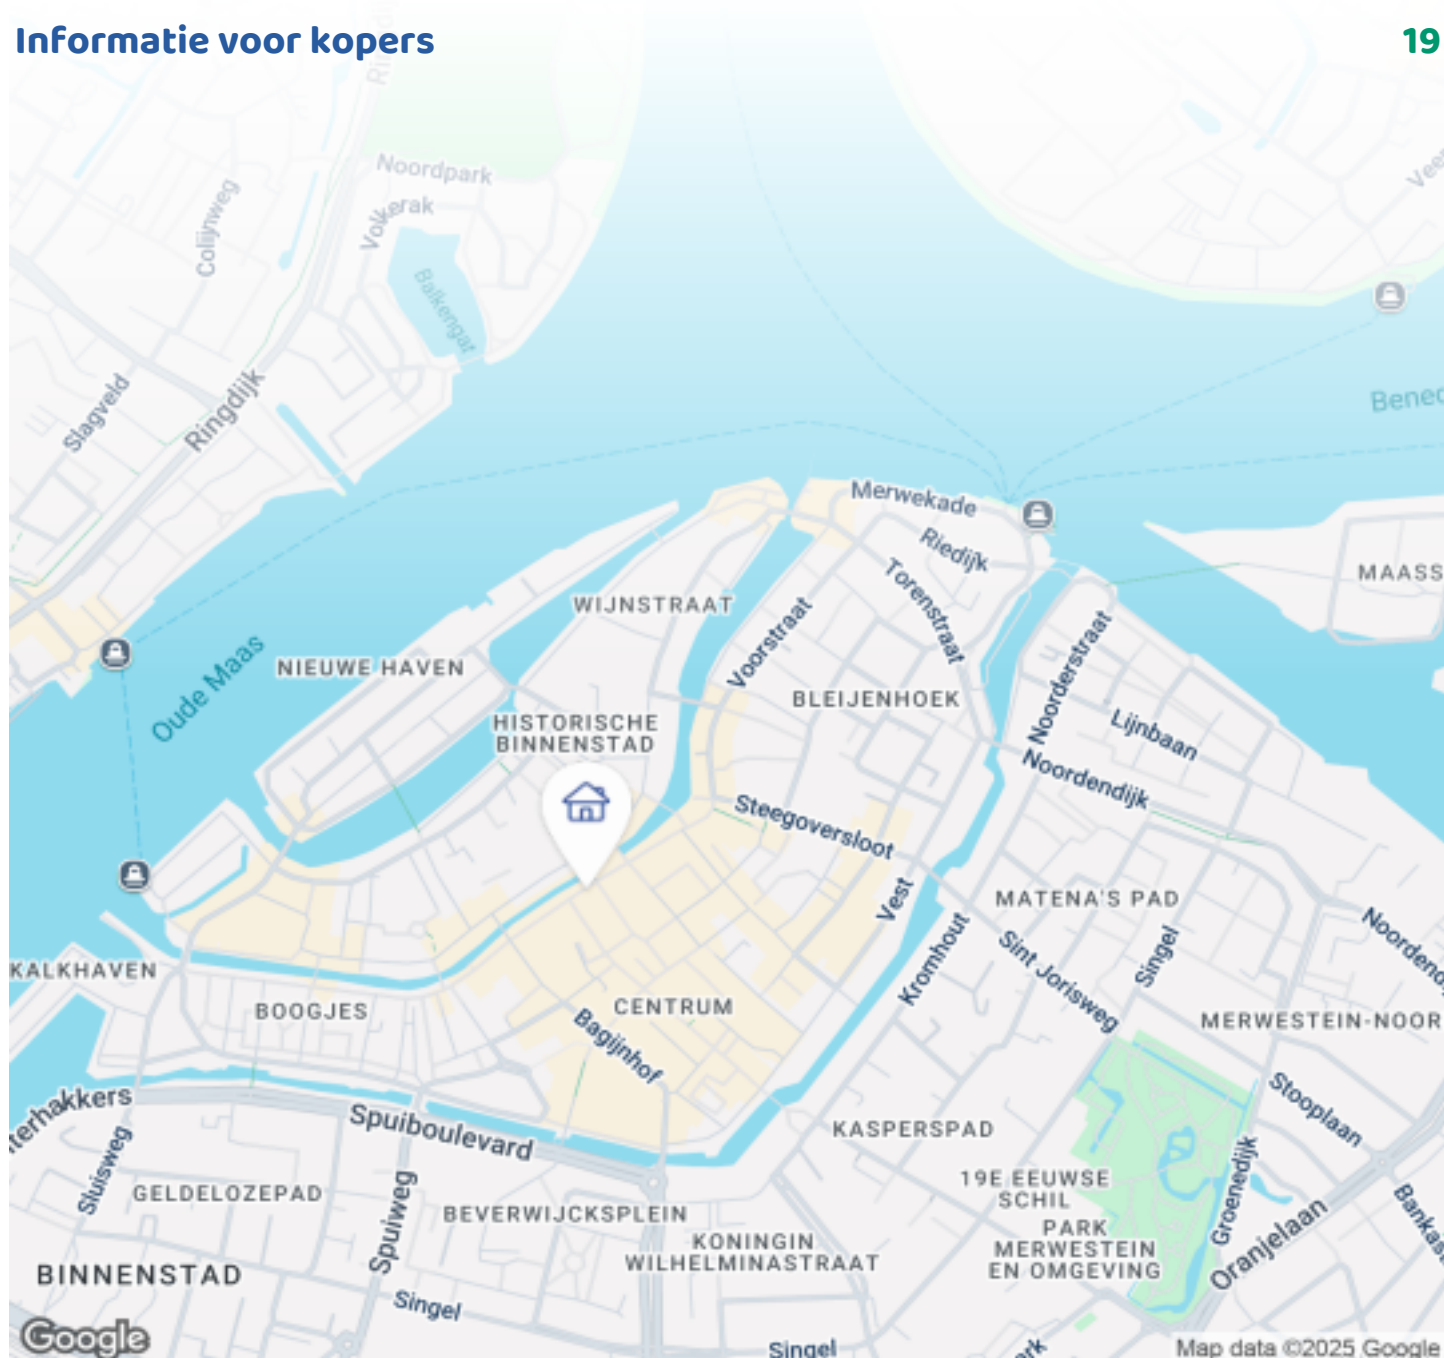 Informatie voor kopers
19
Noordpark
Volkerak
Colijnweg
Balkengat
Slagveld
Ringdijk
Merwekade
Riedijk
Torenstraat
WIJNSTRAAT
Voorstraat
MAASS
NIEUWE HAVEN
Oude Maas
BLEIJENHOEK
Noorderstraat
Lijnbaan
HISTORISCHE
BINNENSTAD
Noordendijk
Steegoversloot
Vest
MATENA'S PAD
Kromhout
Sint Jorisweg
Singel
KALKHAVEN
BOOGJES
CENTRUM
Bagijnhof
MERWESTEIN-NOOR
Stooplaan
terhakkers
Spuiboulevard
KASPERSPAD
Sluisweg
GELDELOZEPAD
Spuiweg
BEVERWIJCKSPLEIN
19E EEUWSE
SCHIL
Groenedijk
KONINGIN
WILHELMINASTRAAT
PARK
MERWESTEIN
EN OMGEVING
Oranjelaan
BINNENSTAD
Singel
Singel
Google
Map data ©2025 Google